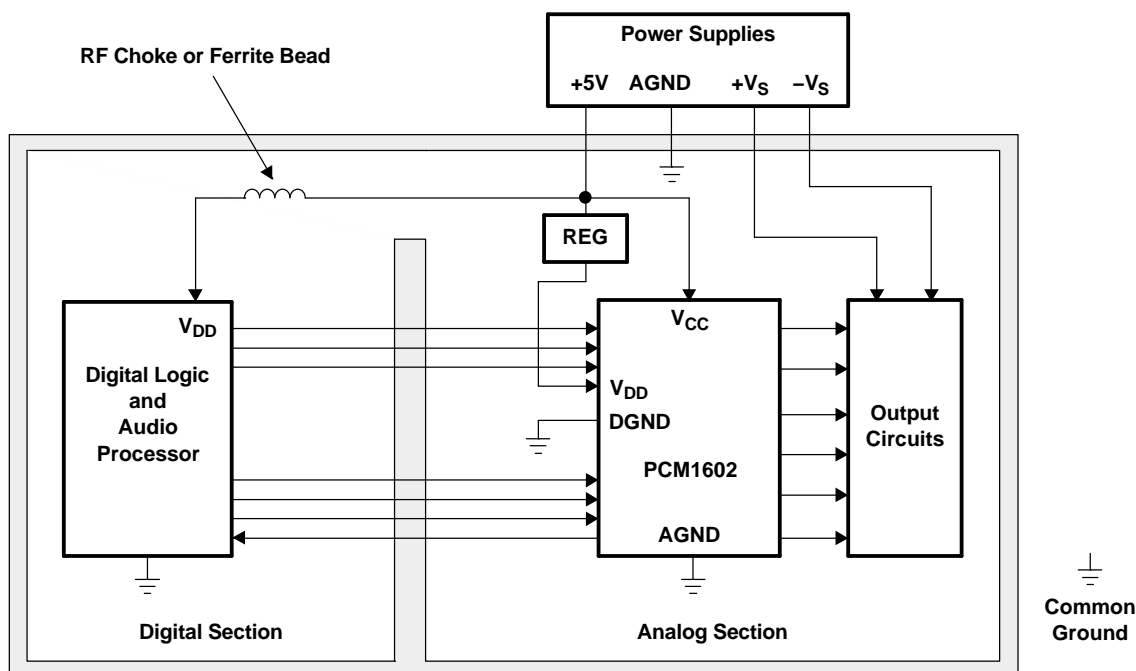 Power Supplies
RF Choke or Ferrite Bead
+5V AGND +VS −VS
REG
VDD
VCC
Digital Logic
and
Audio
Processor
VDD
DGND
Output
Circuits
PCM1602
AGND
Digital Section
Analog Section
Common
Ground